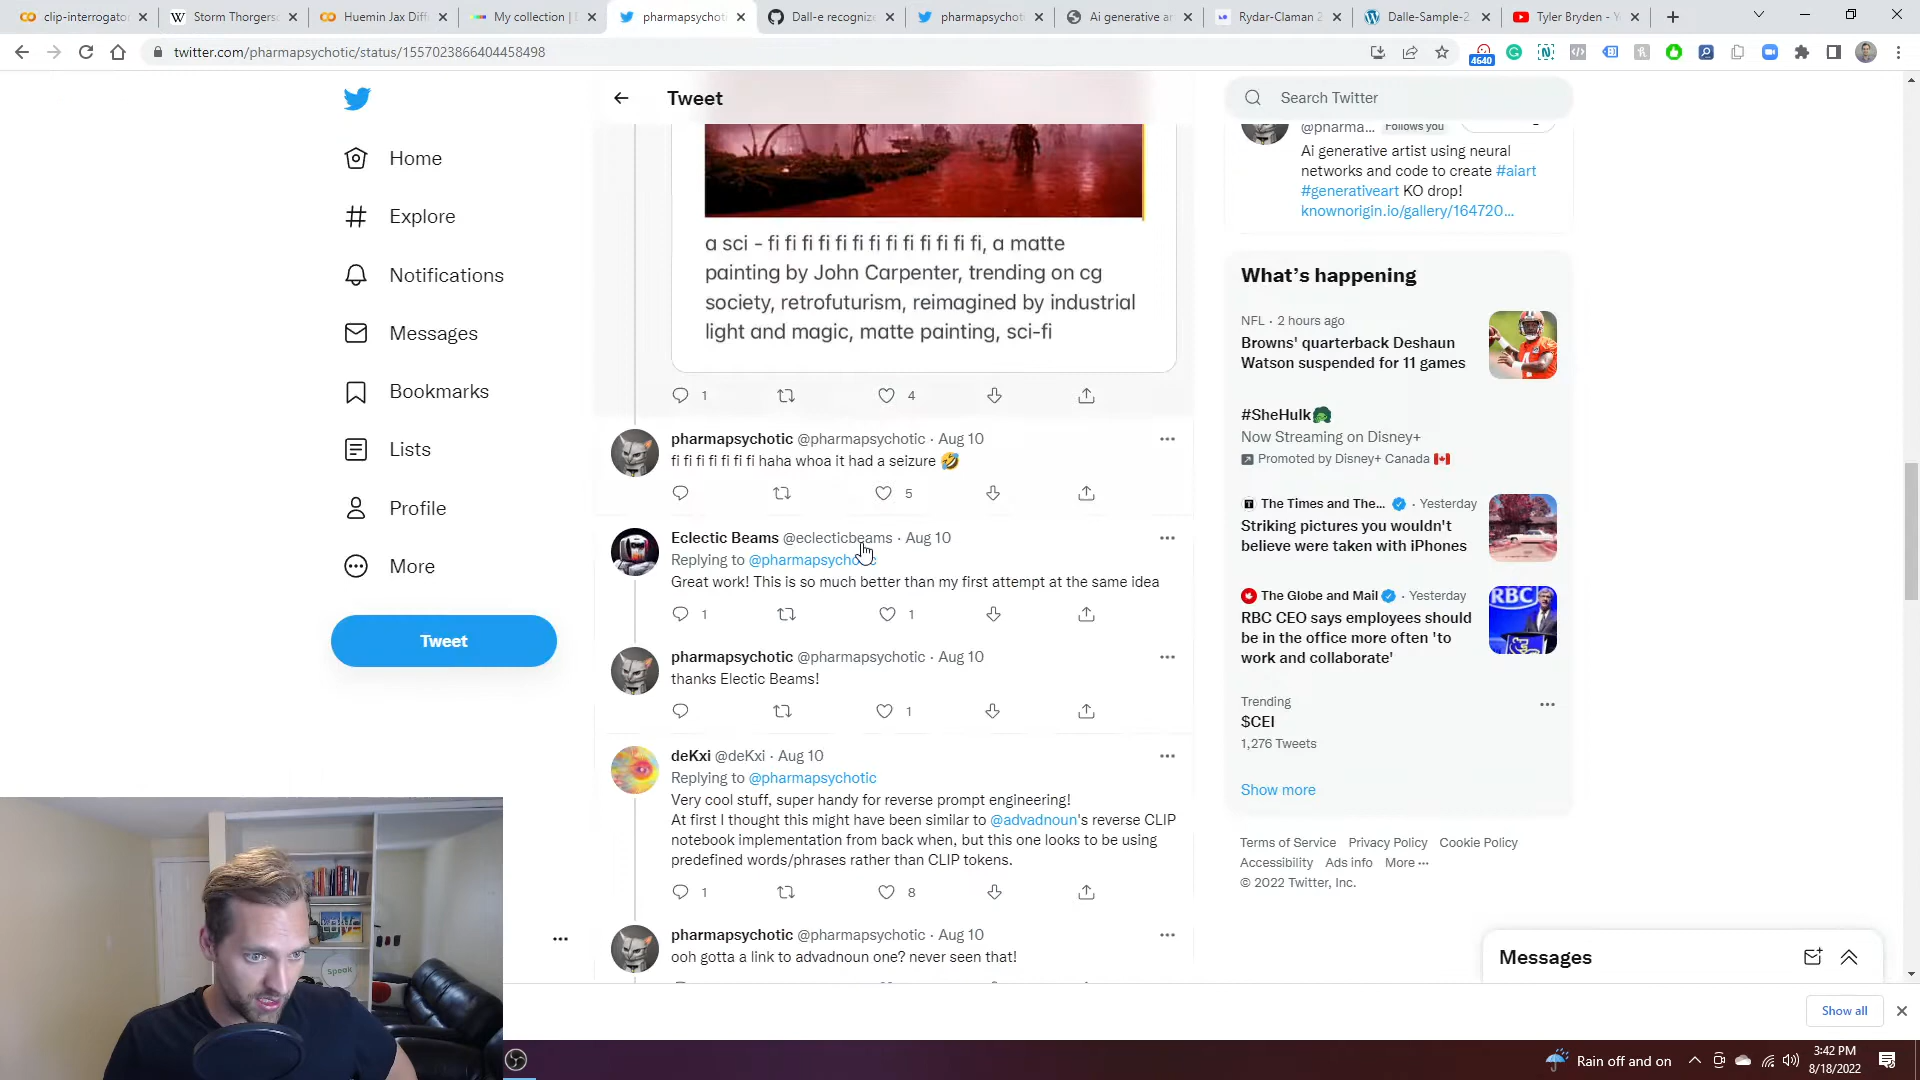 clip-interrogato
Storm Thorgers
Huemin Jax Diff
My collection | D
pharmapsychoti
Dall-e recogniz
pharmapsychoti
Ai generative ar
Rydar-Claman 2
Dalle-Sample-2
Tyler Bryden - Y
twitter.com/pharmapsychotic/status/1557023866404458498
4640
Home
Explore
Notifications
Messages
Bookmarks
Lists
Profile
More
Tweet
Tweet
a sci - fi fi fi fi fi fi fi fi fi fi fi fi fi, a matte
painting by John Carpenter, trending on cg
society, retrofuturism, reimagined by industrial
light and magic, matte painting, sci-fi
1
4
pharmapsychotic @pharmapsychotic · Aug 10
fi fi fi fi fi fi fi haha whoa it had a seizure 🤣
5
Eclectic Beams @eclecticbeams · Aug 10
Replying to @pharmapsychotic
Great work! This is so much better than my first attempt at the same idea
1
1
pharmapsychotic @pharmapsychotic · Aug 10
thanks Electic Beams!
1
deKxi @deKxi · Aug 10
Replying to @pharmapsychotic
Very cool stuff, super handy for reverse prompt engineering!
At first I thought this might have been similar to @advadnoun's reverse CLIP
notebook implementation from back when, but this one looks to be using
predefined words/phrases rather than CLIP tokens.
1
8
pharmapsychotic @pharmapsychotic · Aug 10
ooh gotta a link to advadnoun one? never seen that!
Search Twitter
@pharma... Follows you
Ai generative artist using neural
networks and code to create #aiart
#generativeart KO drop!
knownorigin.io/gallery/164720...
What's happening
NFL · 2 hours ago
Browns' quarterback Deshaun
Watson suspended for 11 games
#SheHulk
Now Streaming on Disney+
Promoted by Disney+ Canada 🇨🇦
The Times and The... · Yesterday
Striking pictures you wouldn't
believe were taken with iPhones
The Globe and Mail · Yesterday
RBC CEO says employees should
be in the office more often 'to
work and collaborate'
RBC
Trending
$CEI
1,276 Tweets
Show more
Terms of Service Privacy Policy Cookie Policy
Accessibility Ads info More ···
© 2022 Twitter, Inc.
Messages
Show all
Speak
Rain off and on
3:42 PM
8/18/2022